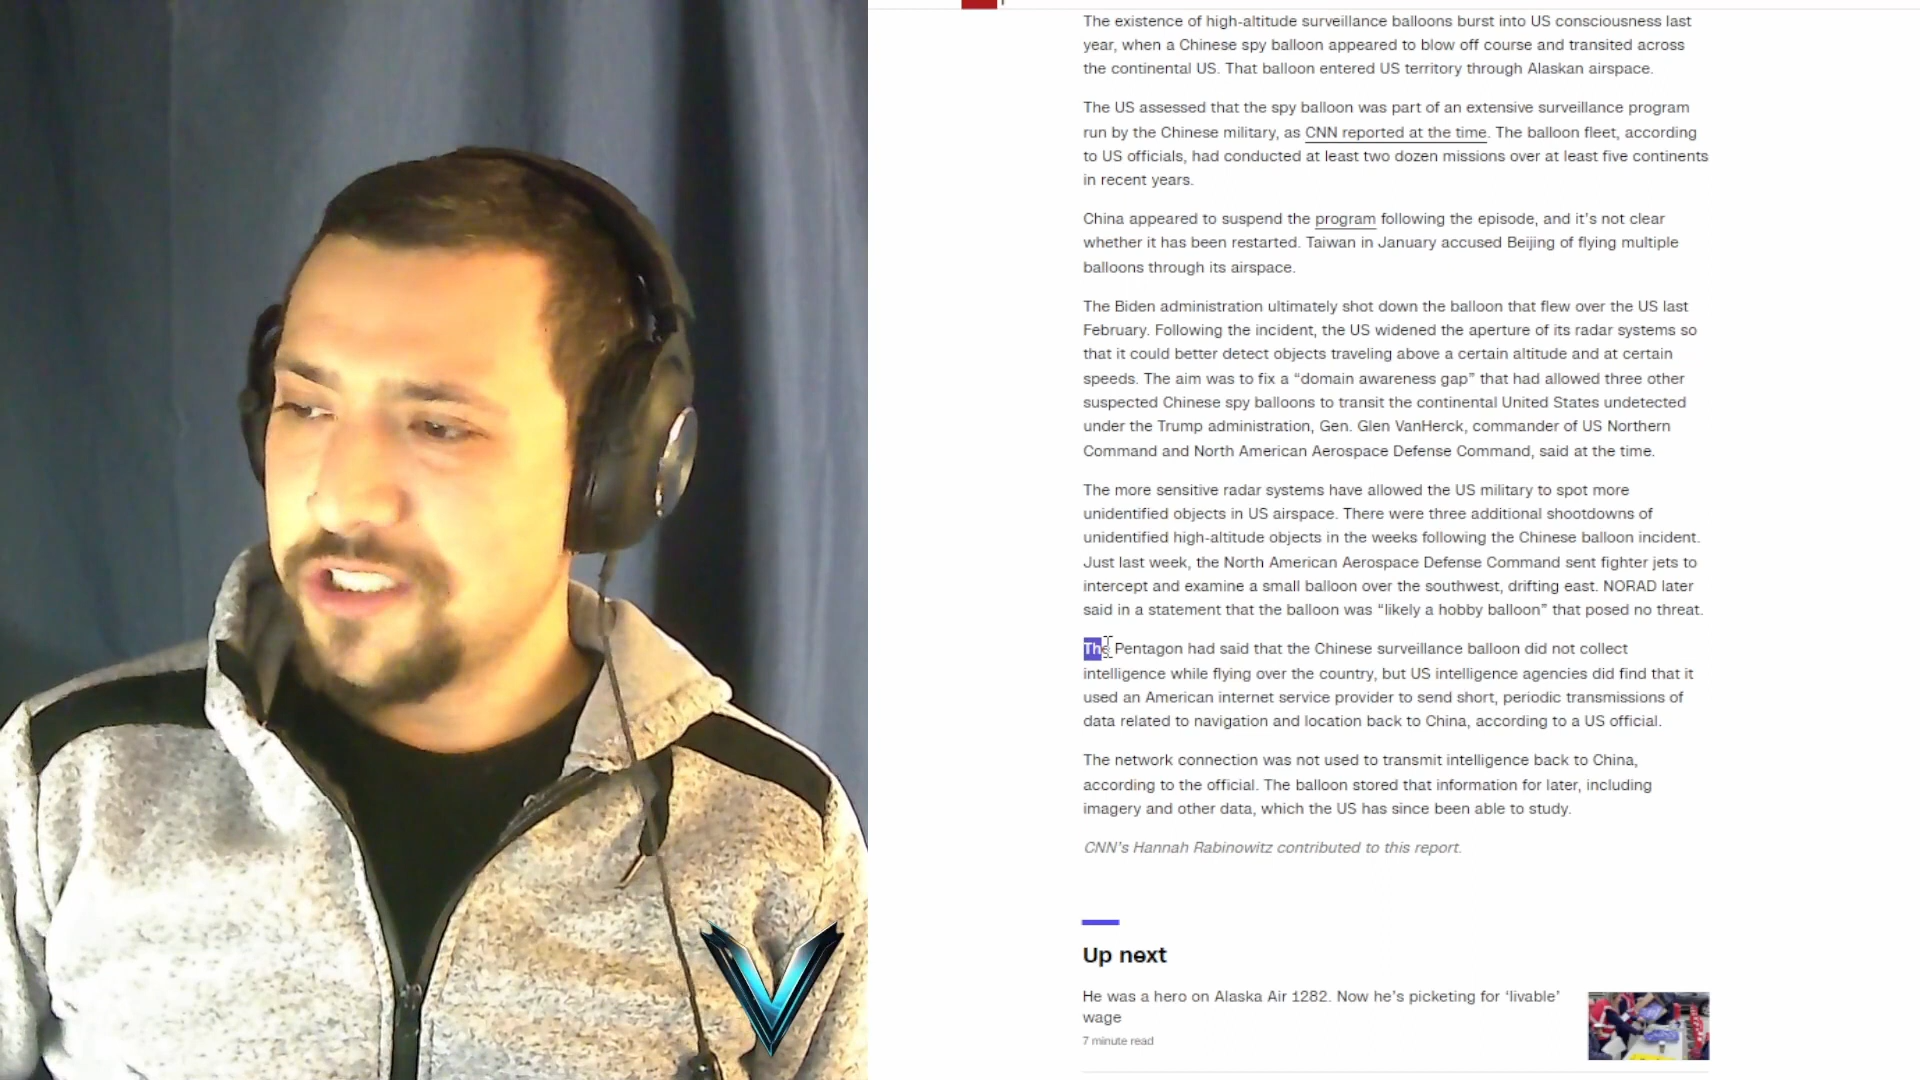 The existence of high-altitude surveillance balloons burst into US consciousness last
year, when a Chinese spy balloon appeared to blow off course and transited across
the continental US. That balloon entered US territory through Alaskan airspace.
The US assessed that the spy balloon was part of an extensive surveillance program
run by the Chinese military, as CNN reported at the time. The balloon fleet, according
to US officials, had conducted at least two dozen missions over at least five continents
in recent years.
China appeared to suspend the program following the episode, and it's not clear
whether it has been restarted. Taiwan in January accused Beijing of flying multiple
balloons through its airspace.
The Biden administration ultimately shot down the balloon that flew over the US last
February. Following the incident, the US widened the aperture of its radar systems so
that it could better detect objects traveling above a certain altitude and at certain
speeds. The aim was to fix a “domain awareness gap” that had allowed three other
suspected Chinese spy balloons to transit the continental United States undetected
under the Trump administration, Gen. Glen VanHerck, commander of US Northern
Command and North American Aerospace Defense Command, said at the time.
The more sensitive radar systems have allowed the US military to spot more
unidentified objects in US airspace. There were three additional shootdowns of
unidentified high-altitude objects in the weeks following the Chinese balloon incident.
Just last week, the North American Aerospace Defense Command sent fighter jets to
intercept and examine a small balloon over the southwest, drifting east. NORAD later
said in a statement that the balloon was “likely a hobby balloon” that posed no threat.
The Pentagon had said that the Chinese surveillance balloon did not collect
intelligence while flying over the country, but US intelligence agencies did find that it
used an American internet service provider to send short, periodic transmissions of
data related to navigation and location back to China, according to a US official.
The network connection was not used to transmit intelligence back to China,
according to the official. The balloon stored that information for later, including
imagery and other data, which the US has since been able to study.
CNN's Hannah Rabinowitz contributed to this report.
Up next
He was a hero on Alaska Air 1282. Now he's picketing for ‘livable’
wage
7 minute read
V